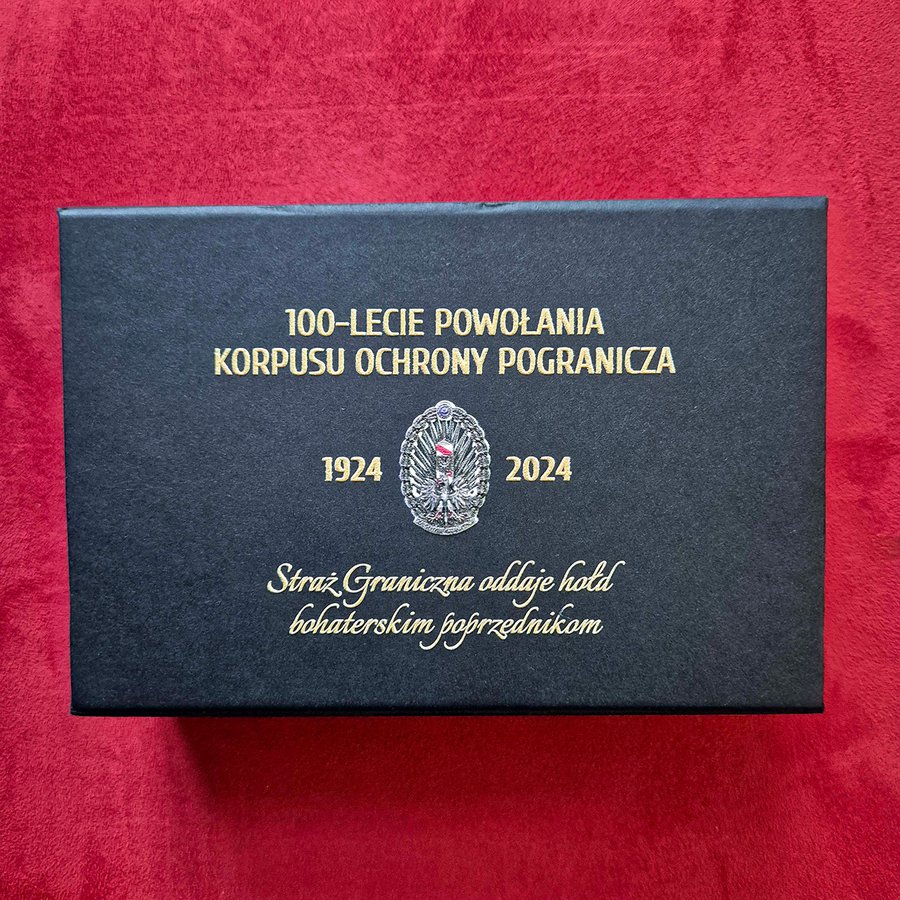 100-LECIE POWOŁANIA
KORPUSU OCHRONY POGRANICZA
1924 2024
Straż Graniczna oddaje hołd
bohaterskim poprzednikom